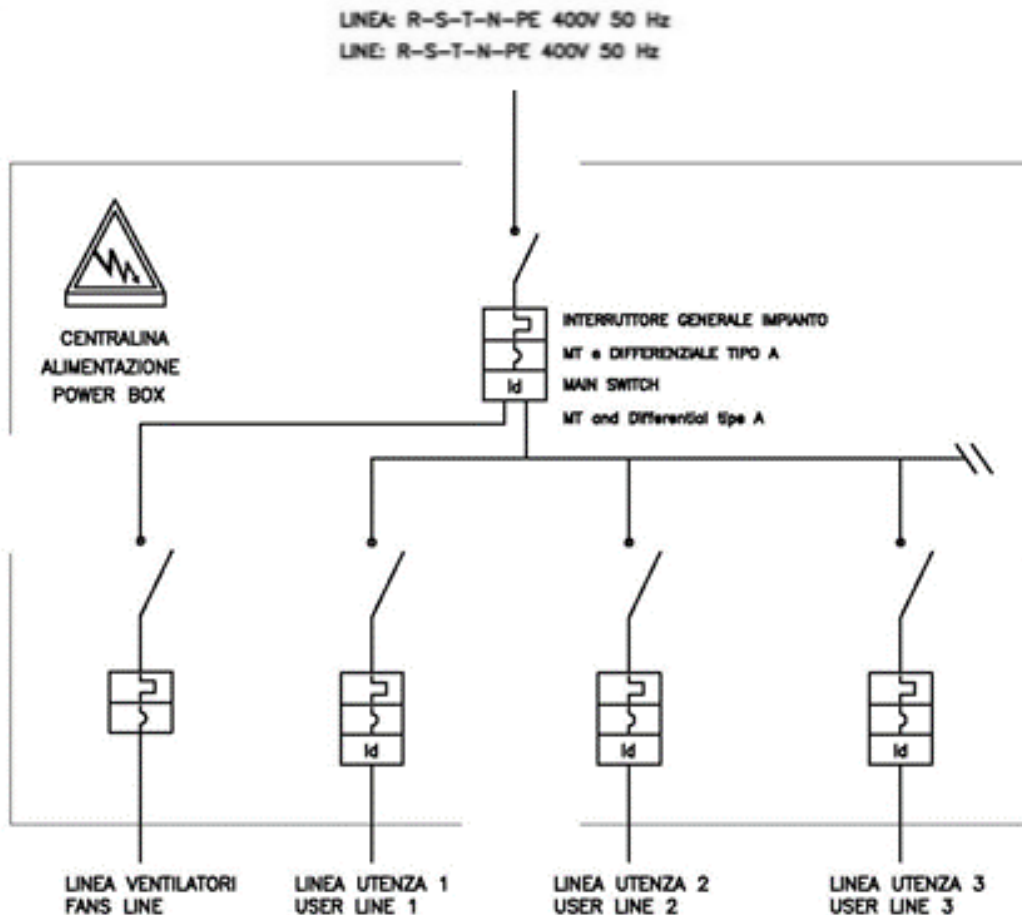 LINEA: R-S-T-N-PE 400V 50 Hz
LINE: R-S-T-N-PE 400V 50 Hz
CENTRALINA
ALIMENTAZIONE
POWER BOX
INTERRUTTORE GENERALE IMPIANTO
MT e DIFFERENZIALE TIPO A
MAIN SWITCH
MT and Differential tipe A
Id
Id
Id
Id
LINEA VENTILATORI
FANS LINE
LINEA UTENZA 1
USER LINE 1
LINEA UTENZA 2
USER LINE 2
LINEA UTENZA 3
USER LINE 3